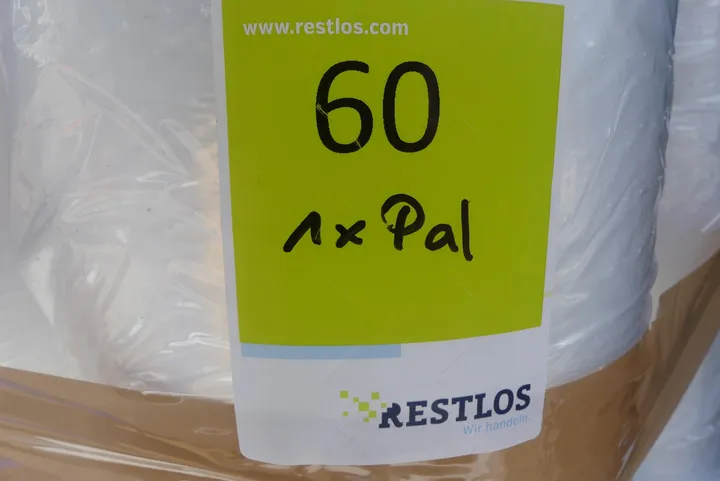 www.restlos.com
60
1x Pal
RESTLOS
Wir handeln.